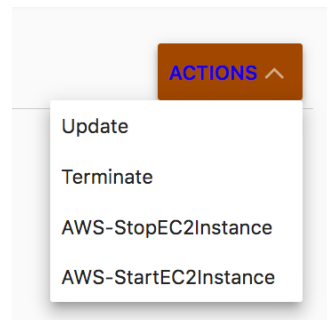 ACTIONS
Update
Terminate
AWS-StopEC2Instance
AWS-StartEC2Instance